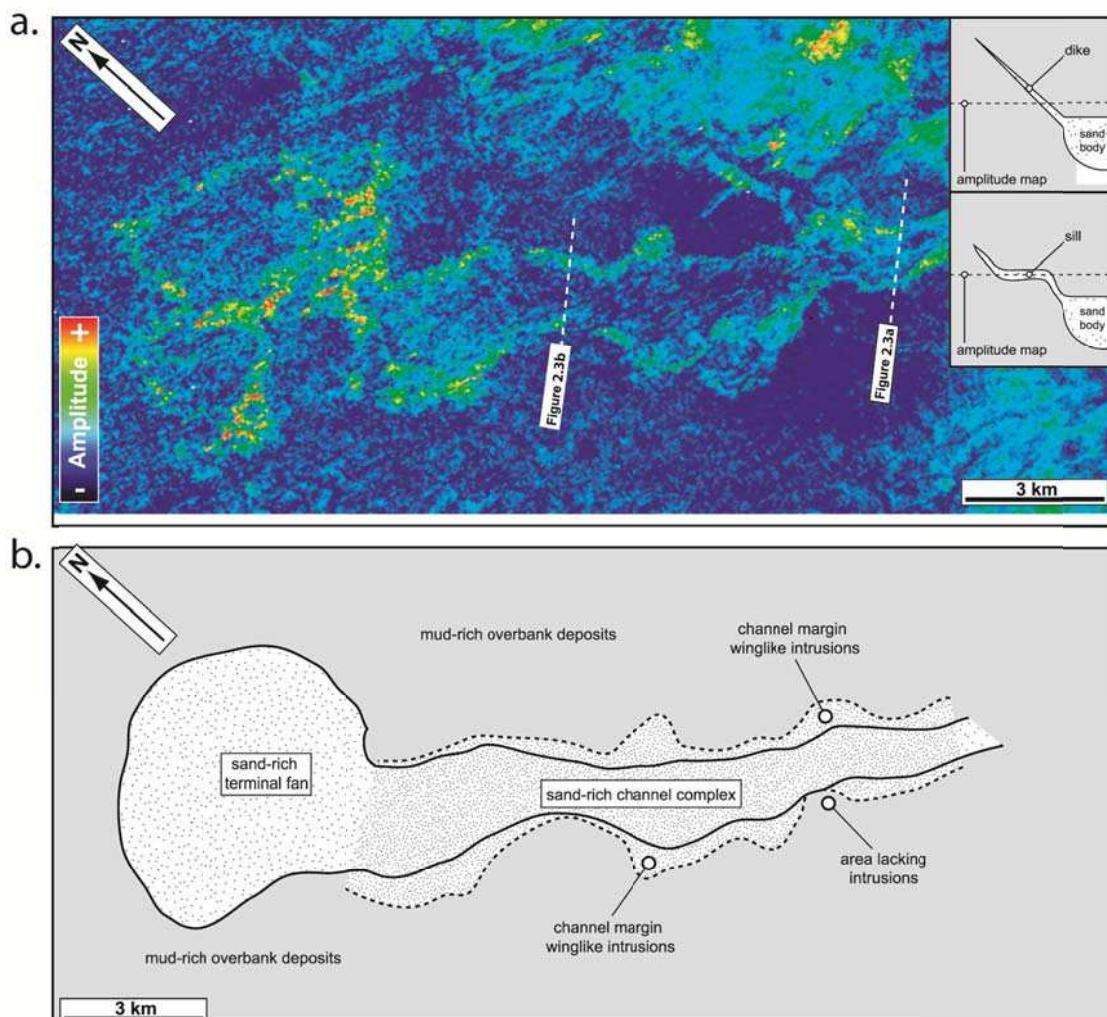 a.
N
dike
sand
body
amplitude map
sill
sand
body
amplitude map
- Amplitude +
Figure 2.3b
Figure 2.3a
3 km
b.
N
mud-rich overbank deposits
channel margin
winglike intrusions
sand-rich
terminal fan
sand-rich channel complex
area lacking
intrusions
channel margin
winglike intrusions
mud-rich overbank deposits
3 km